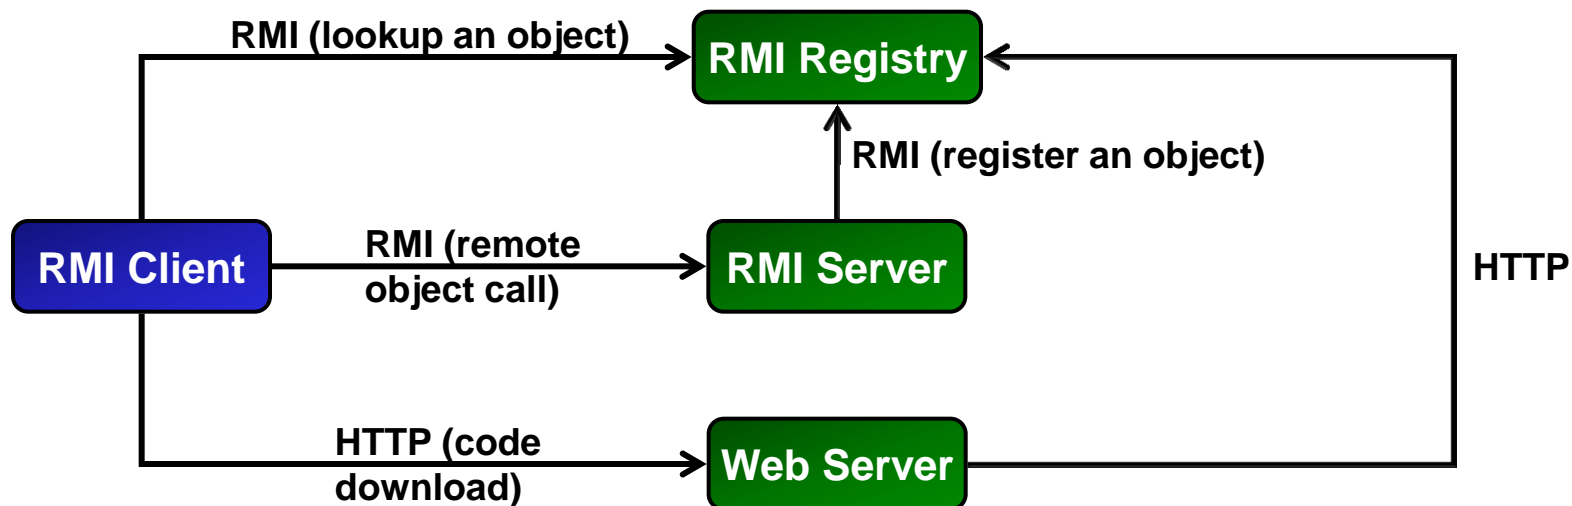 RMI (lookup an object)
RMI Registry
RMI (register an object)
RMI Client
RMI (remote
object call)
RMI Server
HTTP
HTTP (code
download)
Web Server